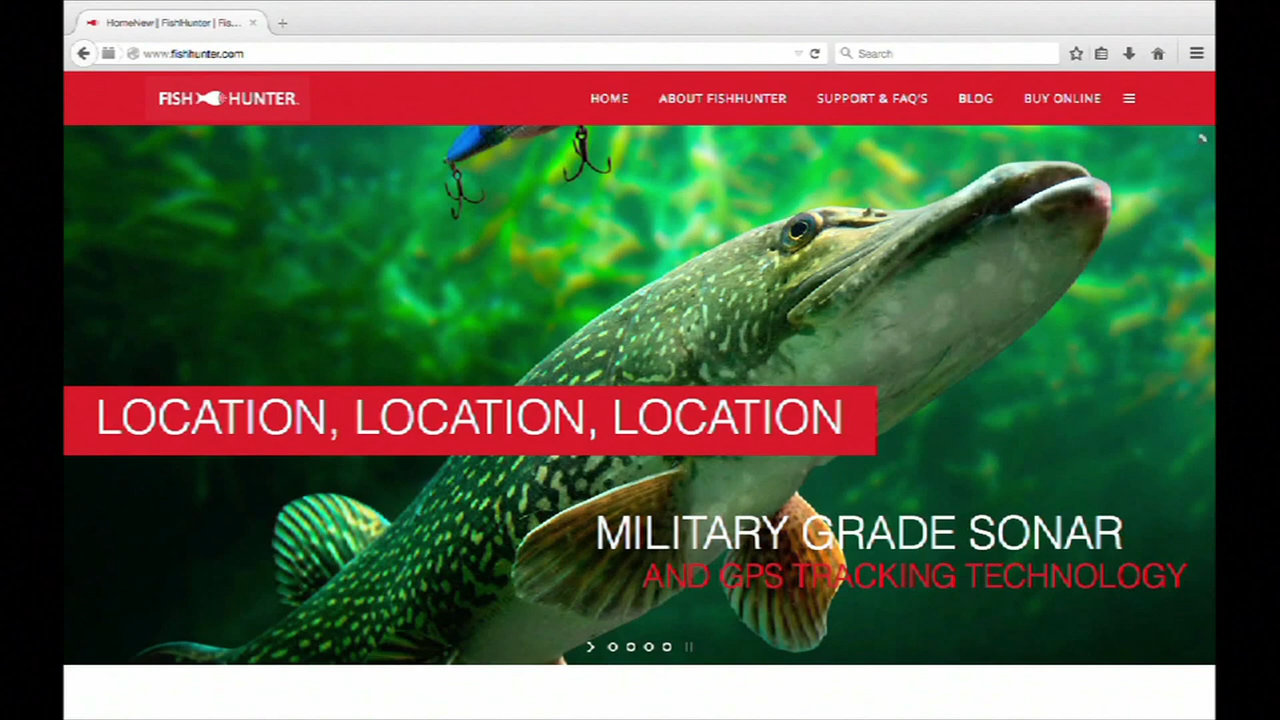 HomeNew | FishHunter | Fis...
www.fishhunter.com
Search
FISH HUNTER
HOME
ABOUT FISHHUNTER
SUPPORT & FAQ'S
BLOG
BUY ONLINE
LOCATION, LOCATION, LOCATION
MILITARY GRADE SONAR
AND GPS TRACKING TECHNOLOGY